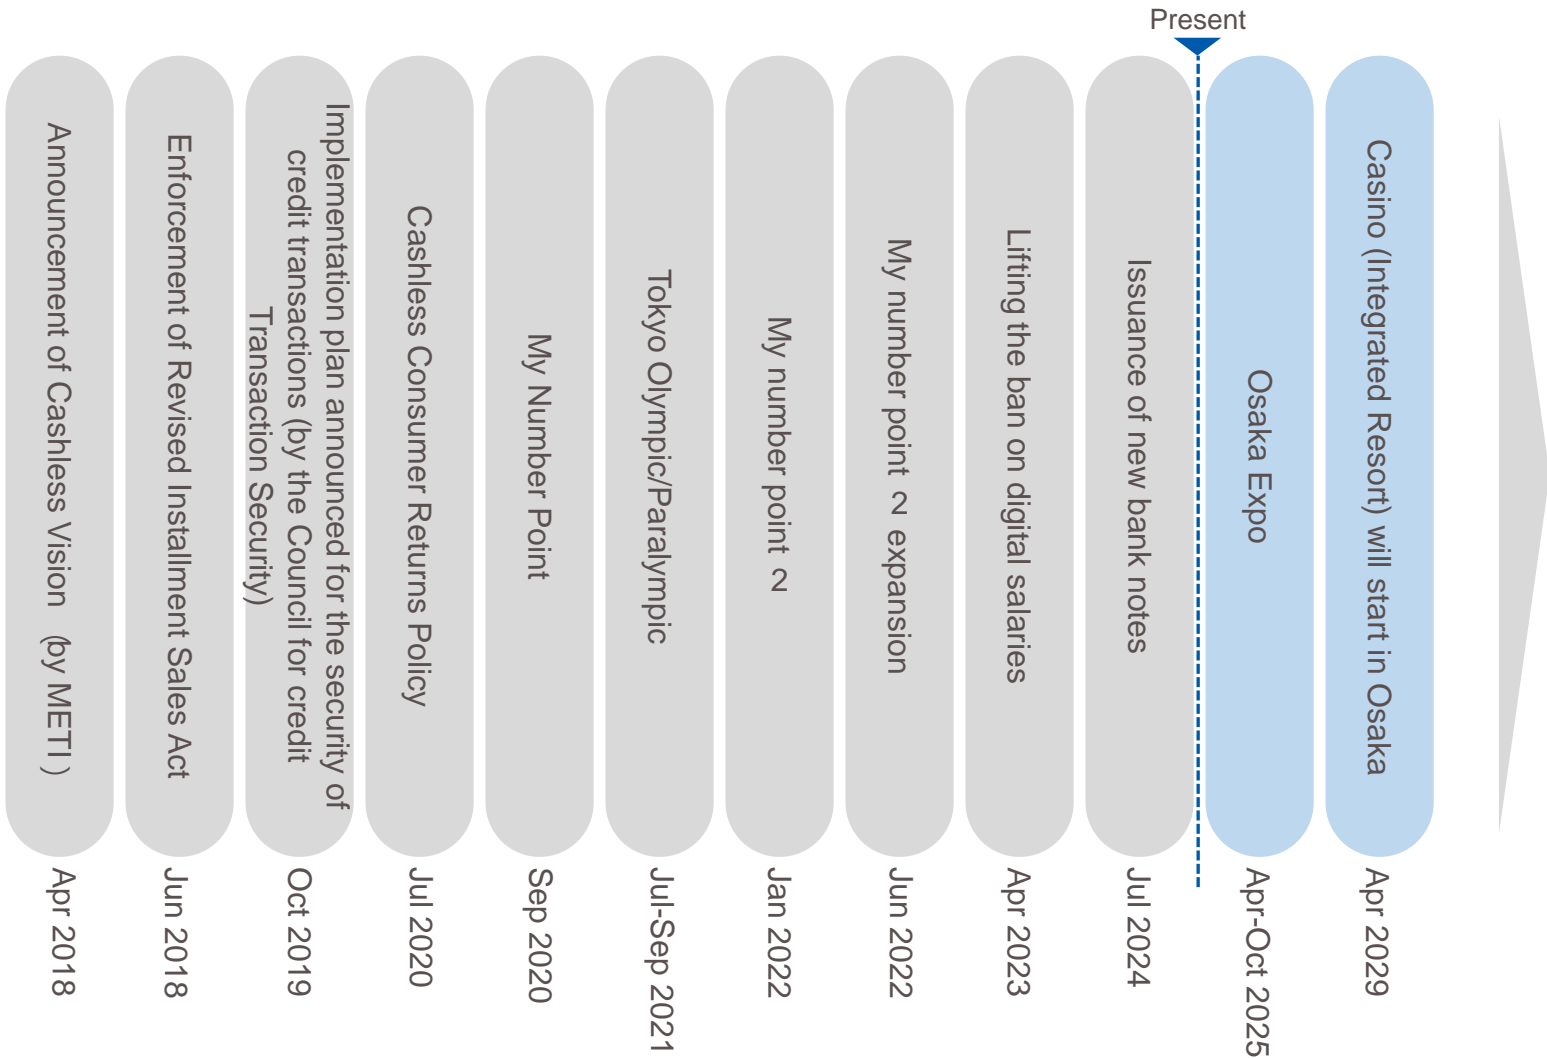 Present
Announcement of Cashless Vision (by METI)
Apr 2018
Enforcement of Revised Installment Sales Act
Jun 2018
Implementation plan announced for the security of
credit transactions (by the Council for credit
Transaction Security)
Oct 2019
Cashless Consumer Returns Policy
Jul 2020
My Number Point
Sep 2020
Tokyo Olympic/Paralympic
Jul-Sep 2021
My number point 2
Jan 2022
My number point 2 expansion
Jun 2022
Lifting the ban on digital salaries
Apr 2023
Issuance of new bank notes
Jul 2024
Osaka Expo
Apr-Oct 2025
Casino (Integrated Resort) will start in Osaka
Apr 2029